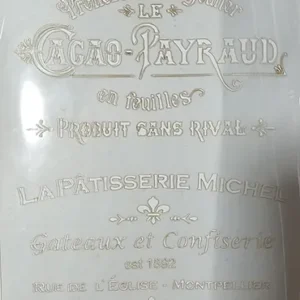 LE
CACAO-PAYRAUD
en feuilles
PRODUIT SANS RIVAL
LA PÂTISSERIE MICHEL
Gateaux et Confiserie
est 1892
RUE DE L'ÉGLISE - MONTPELLIER